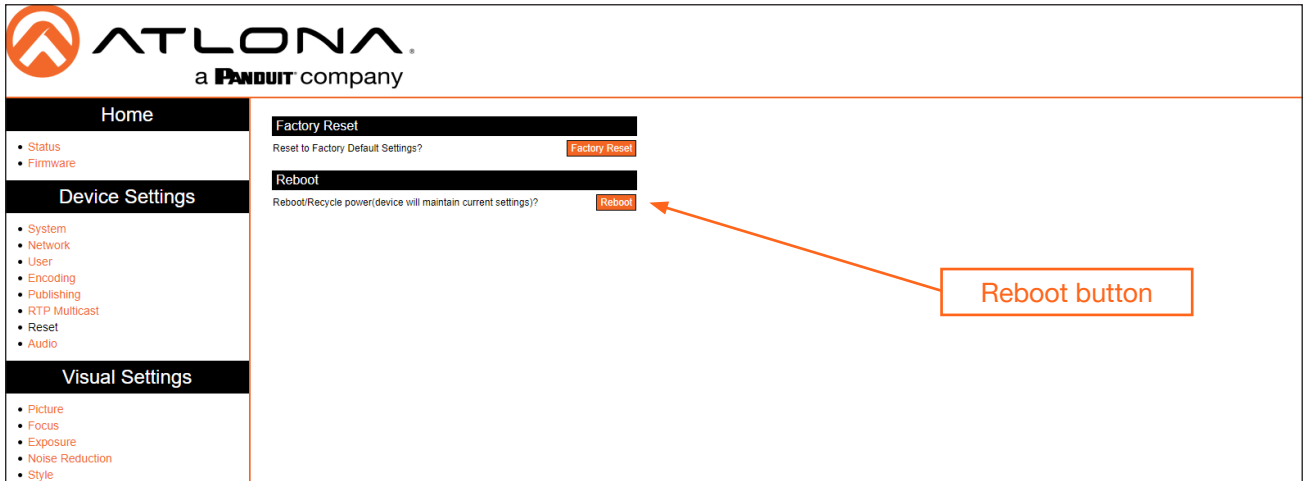 ATLONA®
a PANDUIT® company
Home
• Status
• Firmware
Device Settings
• System
• Network
• User
• Encoding
• Publishing
• RTP Multicast
• Reset
• Audio
Visual Settings
• Picture
• Focus
• Exposure
• Noise Reduction
• Style
Factory Reset
Reset to Factory Default Settings? Factory Reset
Reboot
Reboot/Recycle power(device will maintain current settings)? Reboot
Reboot button